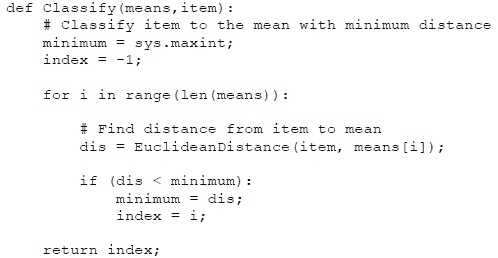 def Classify(means,item):
    # Classify item to the mean with minimum distance
    minimum = sys.maxint;
    index = -1;
    for i in range(len(means)):
        # Find distance from item to mean
        dis = EuclideanDistance(item, means[i]);
        if (dis < minimum):
            minimum = dis;
            index = i;
    return index;